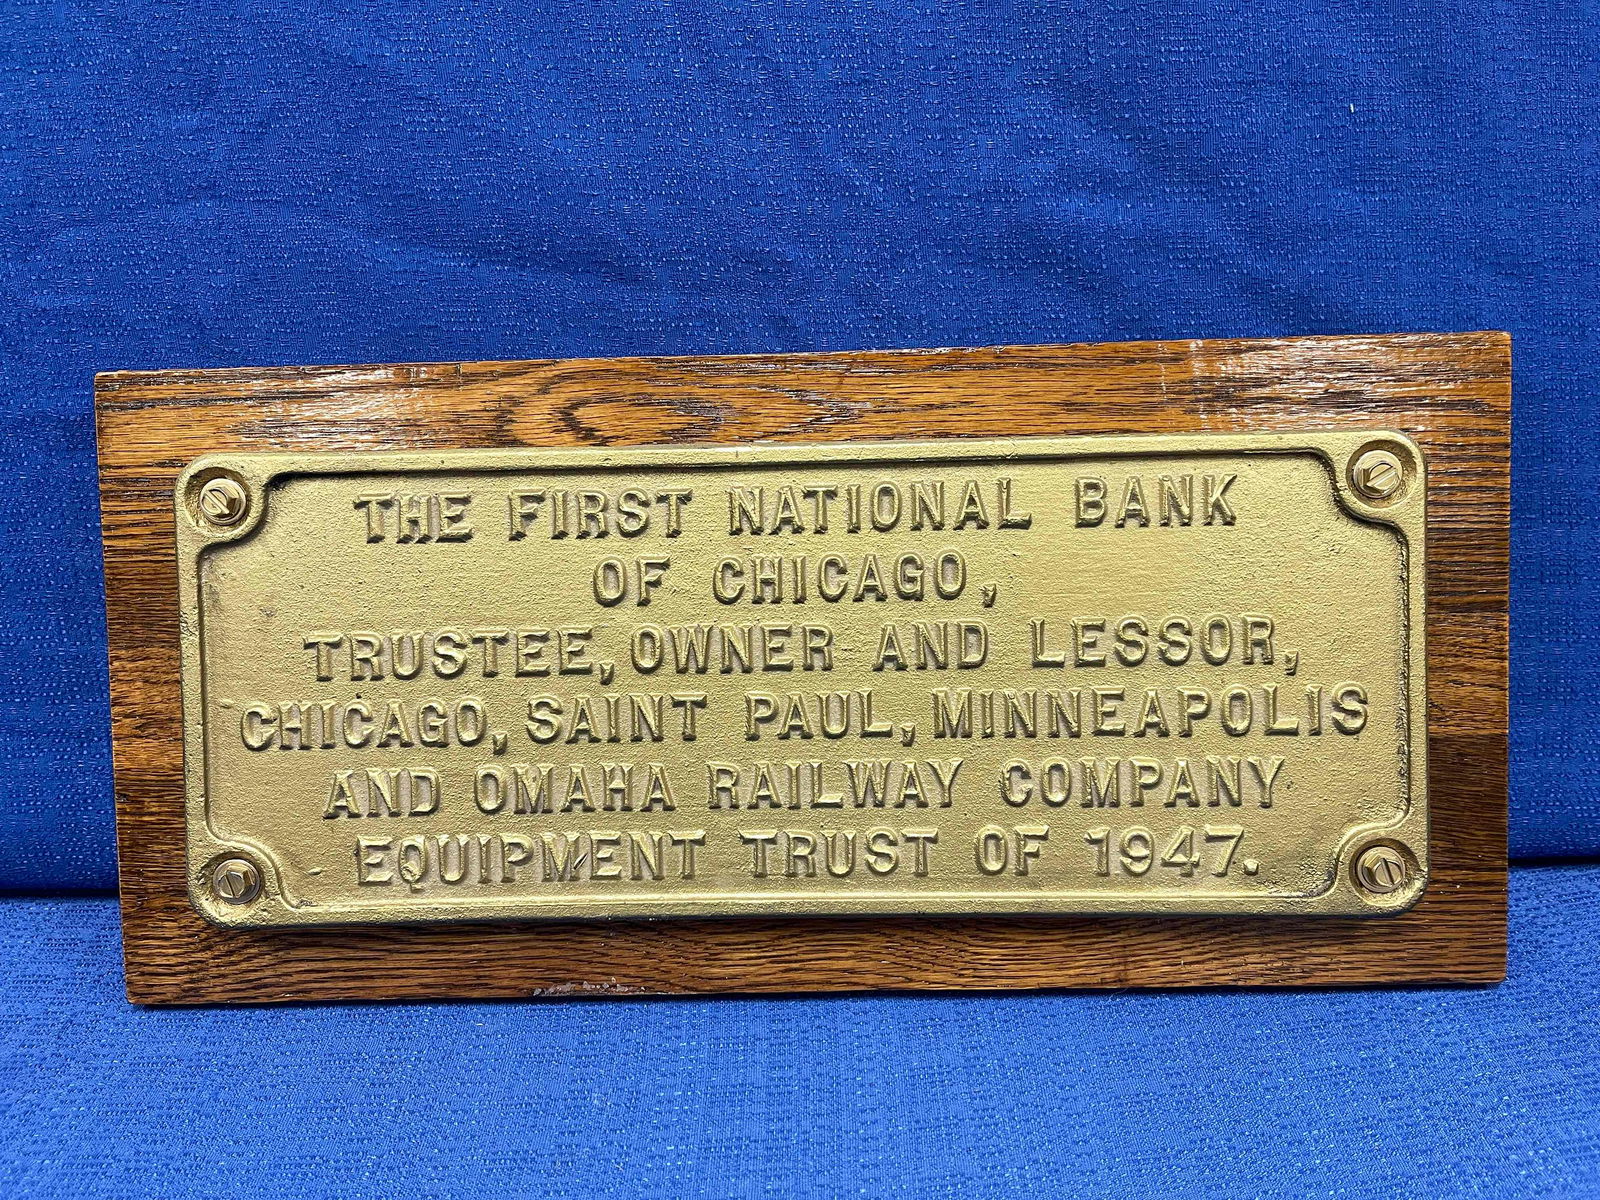 THE FIRST NATIONAL BANK
OF CHICAGO,
TRUSTEE, OWNER AND LESSOR,
CHICAGO, SAINT PAUL, MINNEAPOLIS
AND OMAHA RAILWAY COMPANY
EQUIPMENT TRUST OF 1947.